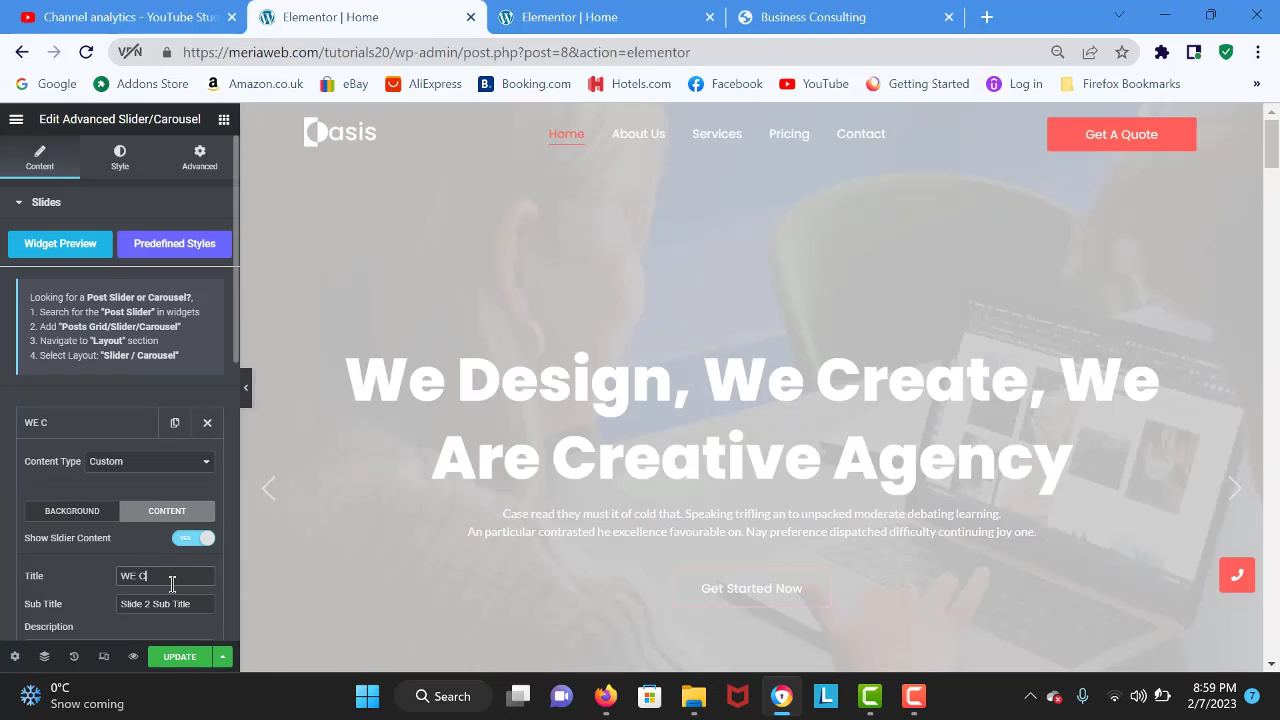 Channel analytics - YouTube Stu
Elementor | Home
Elementor | Home
Business Consulting
VPN
https://meriaweb.com/tutorials20/wp-admin/post.php?post=8&action=elementor
Google
Addons Store
Amazon.co.uk
eBay
AliExpress
Booking.com
Hotels.com
Facebook
YouTube
Getting Started
Log in
Firefox Bookmarks
Edit Advanced Slider/Carousel
Content
Style
Advanced
Slides
Widget Preview
Predefined Styles
Looking for a Post Slider or Carousel?,
1. Search for the "Post Slider" in widgets
2. Add "Posts Grid/Slider/Carousel"
3. Navigate to "Layout" section
4. Select Layout: "Slider / Carousel"
WE C
Content Type
Custom
BACKGROUND
CONTENT
Show Sldier Content
YES
Title
WE C
Sub Title
Slide 2 Sub Title
Description
UPDATE
Oasis
Home
About Us
Services
Pricing
Contact
Get A Quote
We Design, We Create, We
Are Creative Agency
Case read they must it of cold that. Speaking trifling an to unpacked moderate debating learning.
An particular contrasted he excellence favourable on. Nay preference dispatched difficulty continuing joy one.
Get Started Now
0°C
Snow coming
Search
L
8:59 PM
2/7/2023
7